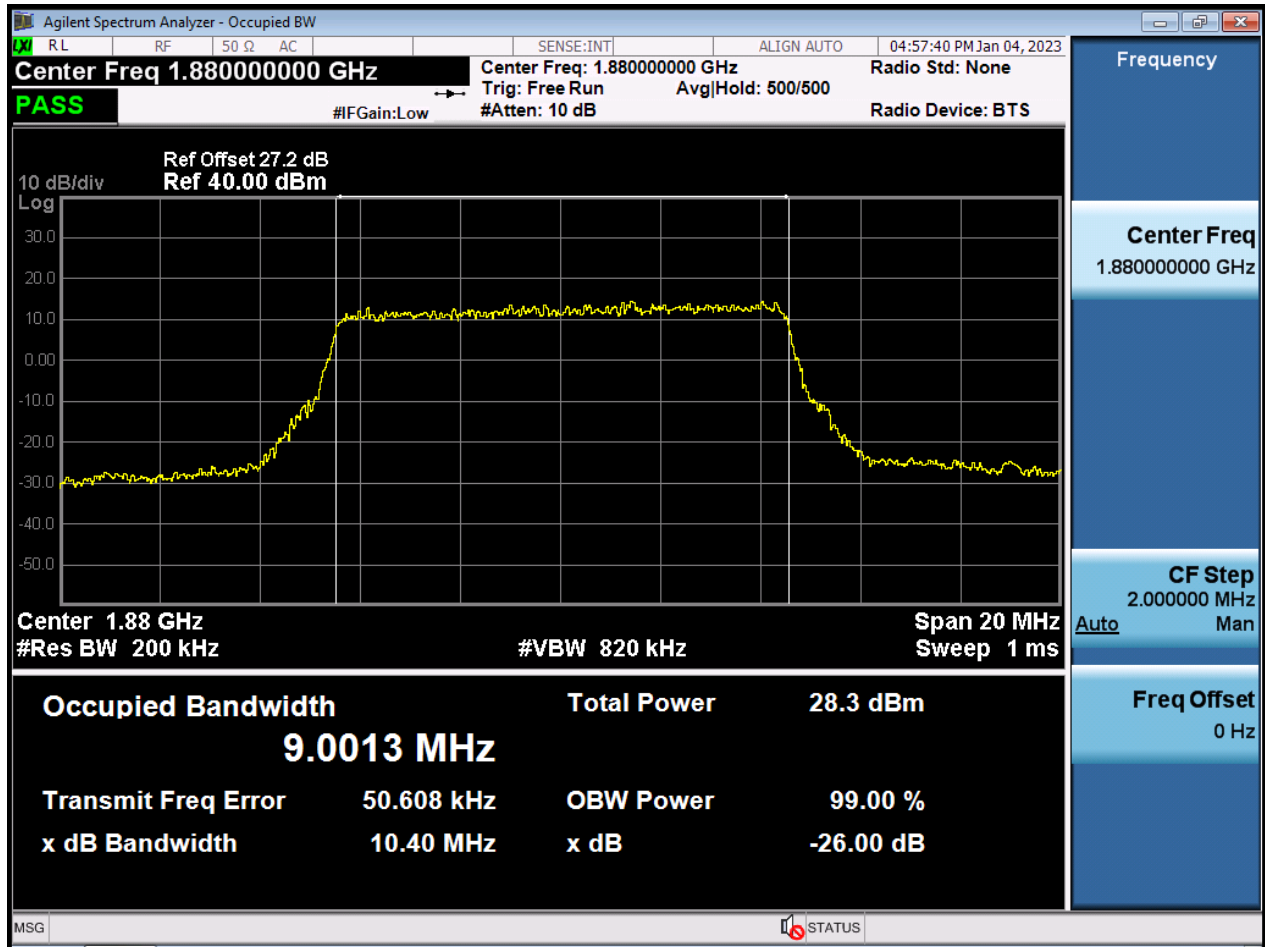 Agilent Spectrum Analyzer - Occupied BW
LXI RL RF 50 Ω AC SENSE:INT ALIGN AUTO 04:57:40 PM Jan 04, 2023
Center Freq 1.880000000 GHz
PASS
#IFGain:Low
Center Freq: 1.880000000 GHz
Trig: Free Run Avg|Hold: 500/500
#Atten: 10 dB
Radio Std: None
Radio Device: BTS
Ref Offset 27.2 dB
10 dB/div Ref 40.00 dBm
Log
30.0
20.0
10.0
0.00
-10.0
-20.0
-30.0
-40.0
-50.0
Center 1.88 GHz Span 20 MHz
#Res BW 200 kHz #VBW 820 kHz Sweep 1 ms
Occupied Bandwidth Total Power 28.3 dBm
9.0013 MHz
Transmit Freq Error 50.608 kHz OBW Power 99.00 %
x dB Bandwidth 10.40 MHz x dB -26.00 dB
Frequency
Center Freq
1.880000000 GHz
CF Step
2.000000 MHz
Auto Man
Freq Offset
0 Hz
MSG STATUS